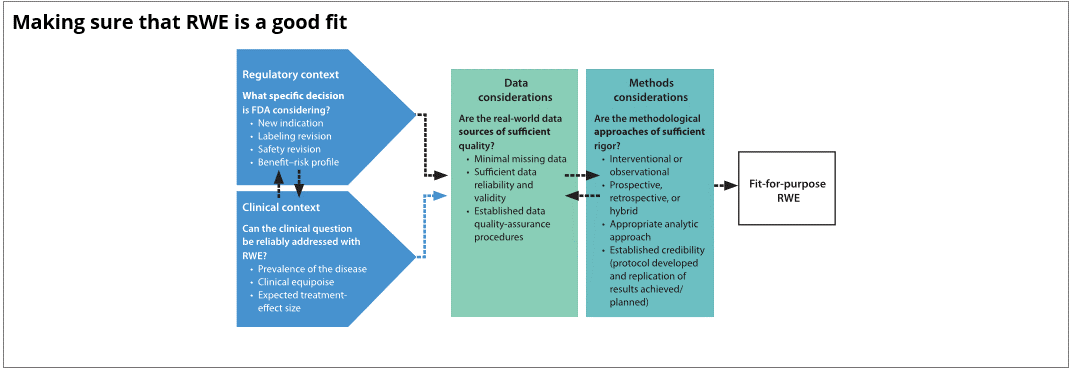 Making sure that RWE is a good fit
Regulatory context
What specific decision
is FDA considering?
• New indication
• Labeling revision
• Safety revision
• Benefit–risk profile
Clinical context
Can the clinical question
be reliably addressed with
RWE?
• Prevalence of the disease
• Clinical equipoise
• Expected treatment-
effect size
Data
considerations
Are the real-world data
sources of sufficient
quality?
• Minimal missing data
• Sufficient data
reliability and
validity
• Established data
quality-assurance
procedures
Methods
considerations
Are the methodological
approaches of sufficient
rigor?
• Interventional or
observational
• Prospective,
retrospective, or
hybrid
• Appropriate analytic
approach
• Established credibility
(protocol developed
and replication of
results achieved/
planned)
Fit-for-purpose
RWE